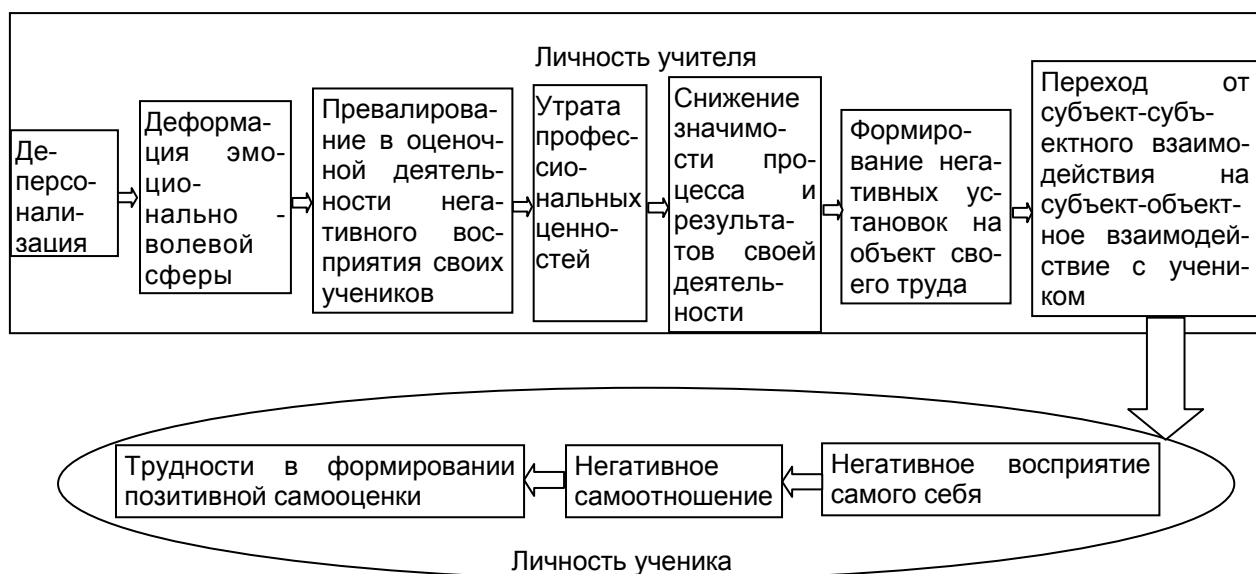 Личность учителя
Де-
персо-
нали-
зация
Деформа-
ция эмо-
цио-
нально -
волевой
сферы
Превалирова-
ние в оценоч-
ной деятель-
ности нега-
тивного вос-
приятия своих
учеников
Утрата
профес-
сио-
нальных
ценно-
стей
Снижение
значимо-
сти про-
цесса и
результа-
тов своей
деятель-
ности
Формиро-
вание нег-
ативных ус-
тановок на
объект сво-
его труда
Переход от
субъект-субъ-
ектного взаимо-
действия на
субъект-объект-
ное взаимодей-
ствие с учени-
ком
Негативное восприятие
самого себя
Негативное
самоотношение
Трудности в формировании
позитивной самооценки
Личность ученика